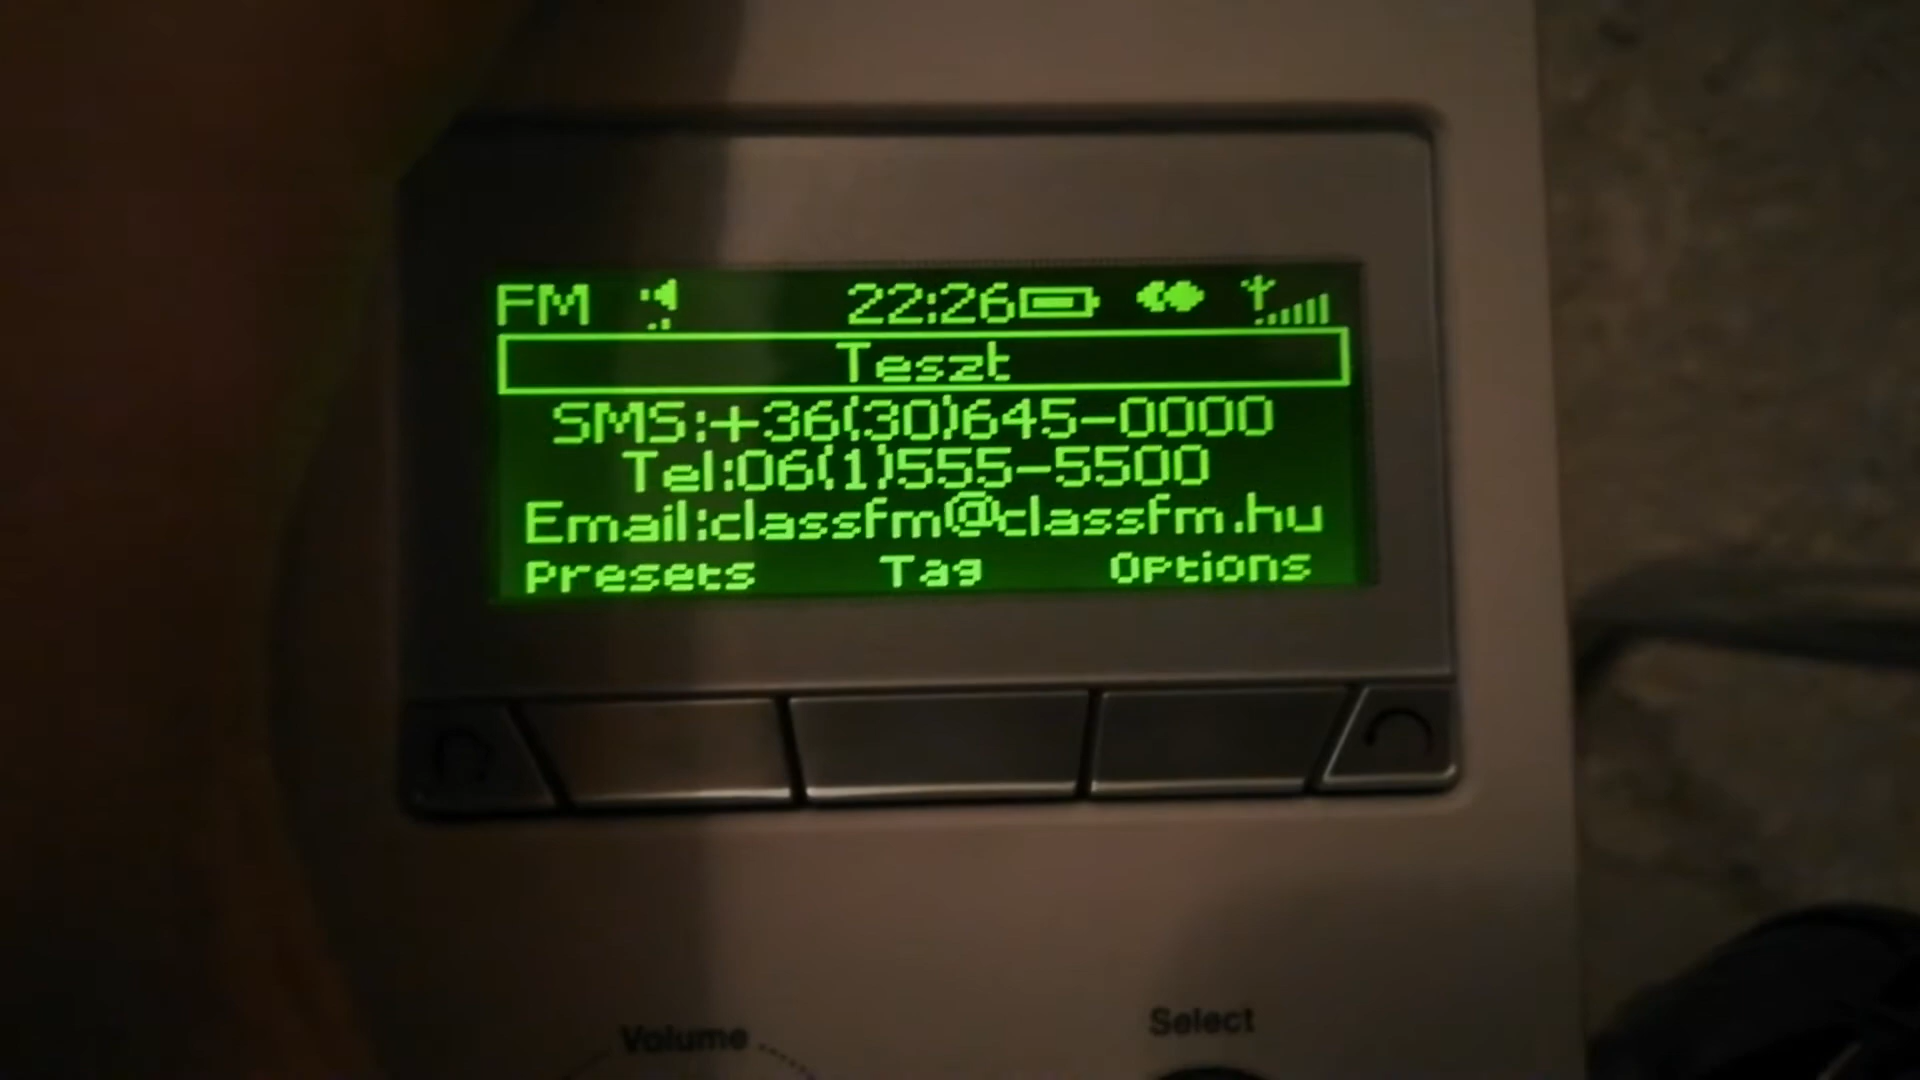 FM 22:26
Teszt
SMS:+36(30)645-0000
Tel:06(1)555-5500
Email:classfm@classfm.hu
Presets Tag Options
Volume Select